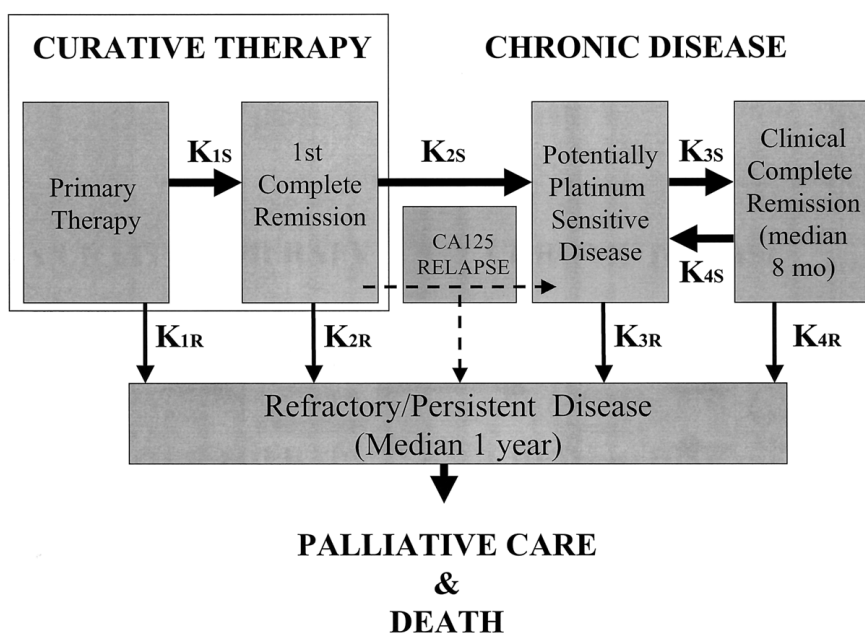 CURATIVE THERAPY
CHRONIC DISEASE
Primary
Therapy
K1S
1st
Complete
Remission
K2S
CA125
RELAPSE
Potentially
Platinum
Sensitive
Disease
K3S
K4S
Clinical
Complete
Remission
(median
8 mo)
K1R
K2R
K3R
K4R
Refractory/Persistent Disease
(Median 1 year)
PALLIATIVE CARE
&
DEATH